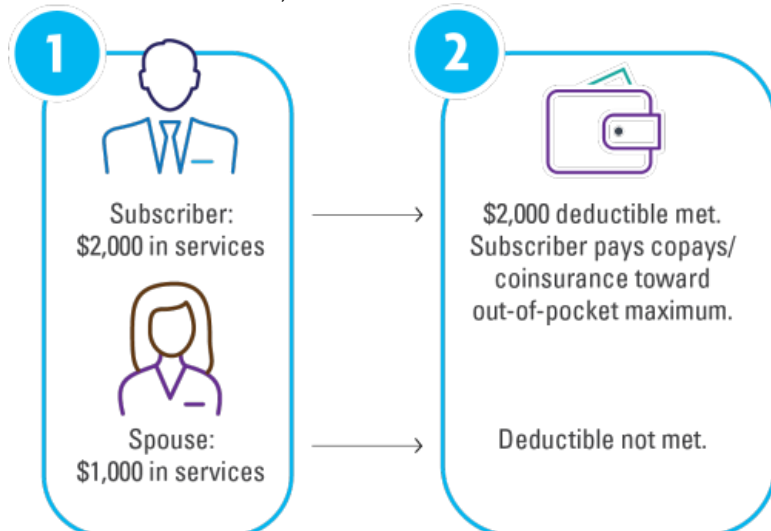 1
2
Subscriber:
$2,000 in services
$2,000 deductible met.
Subscriber pays copays/
coinsurance toward
out-of-pocket maximum.
Spouse:
$1,000 in services
Deductible not met.